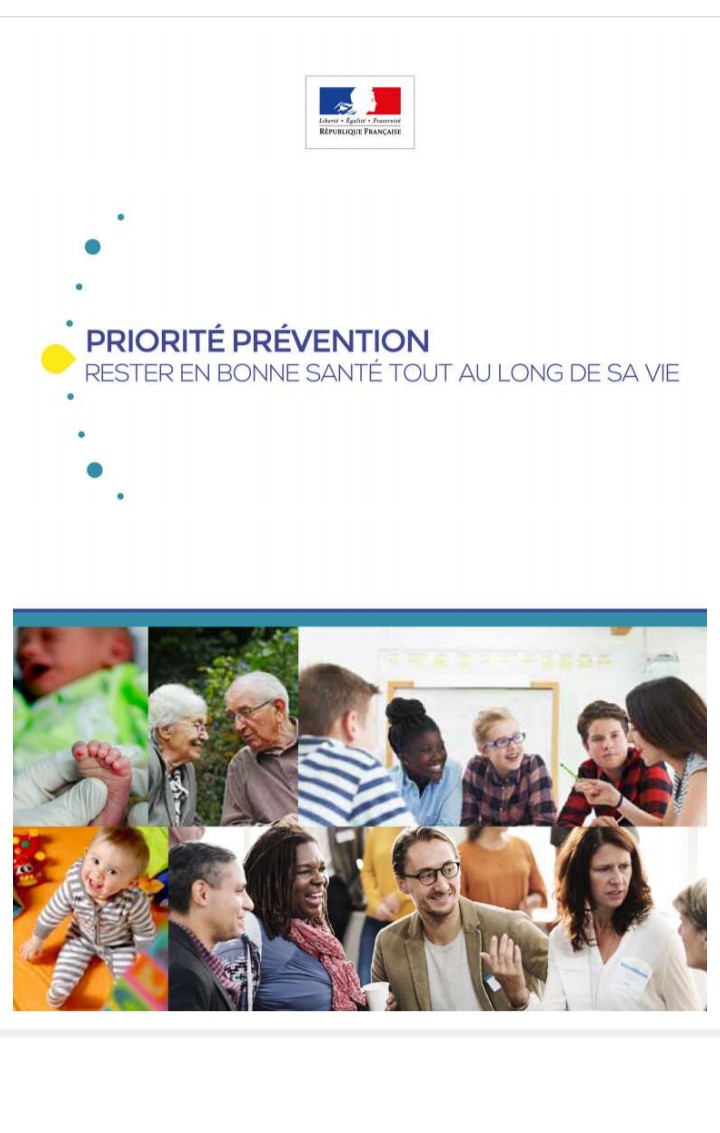 Liberté • Égalité • Fraternité
RÉPUBLIQUE FRANÇAISE
PRIORITÉ PRÉVENTION
RESTER EN BONNE SANTÉ TOUT AU LONG DE SA VIE